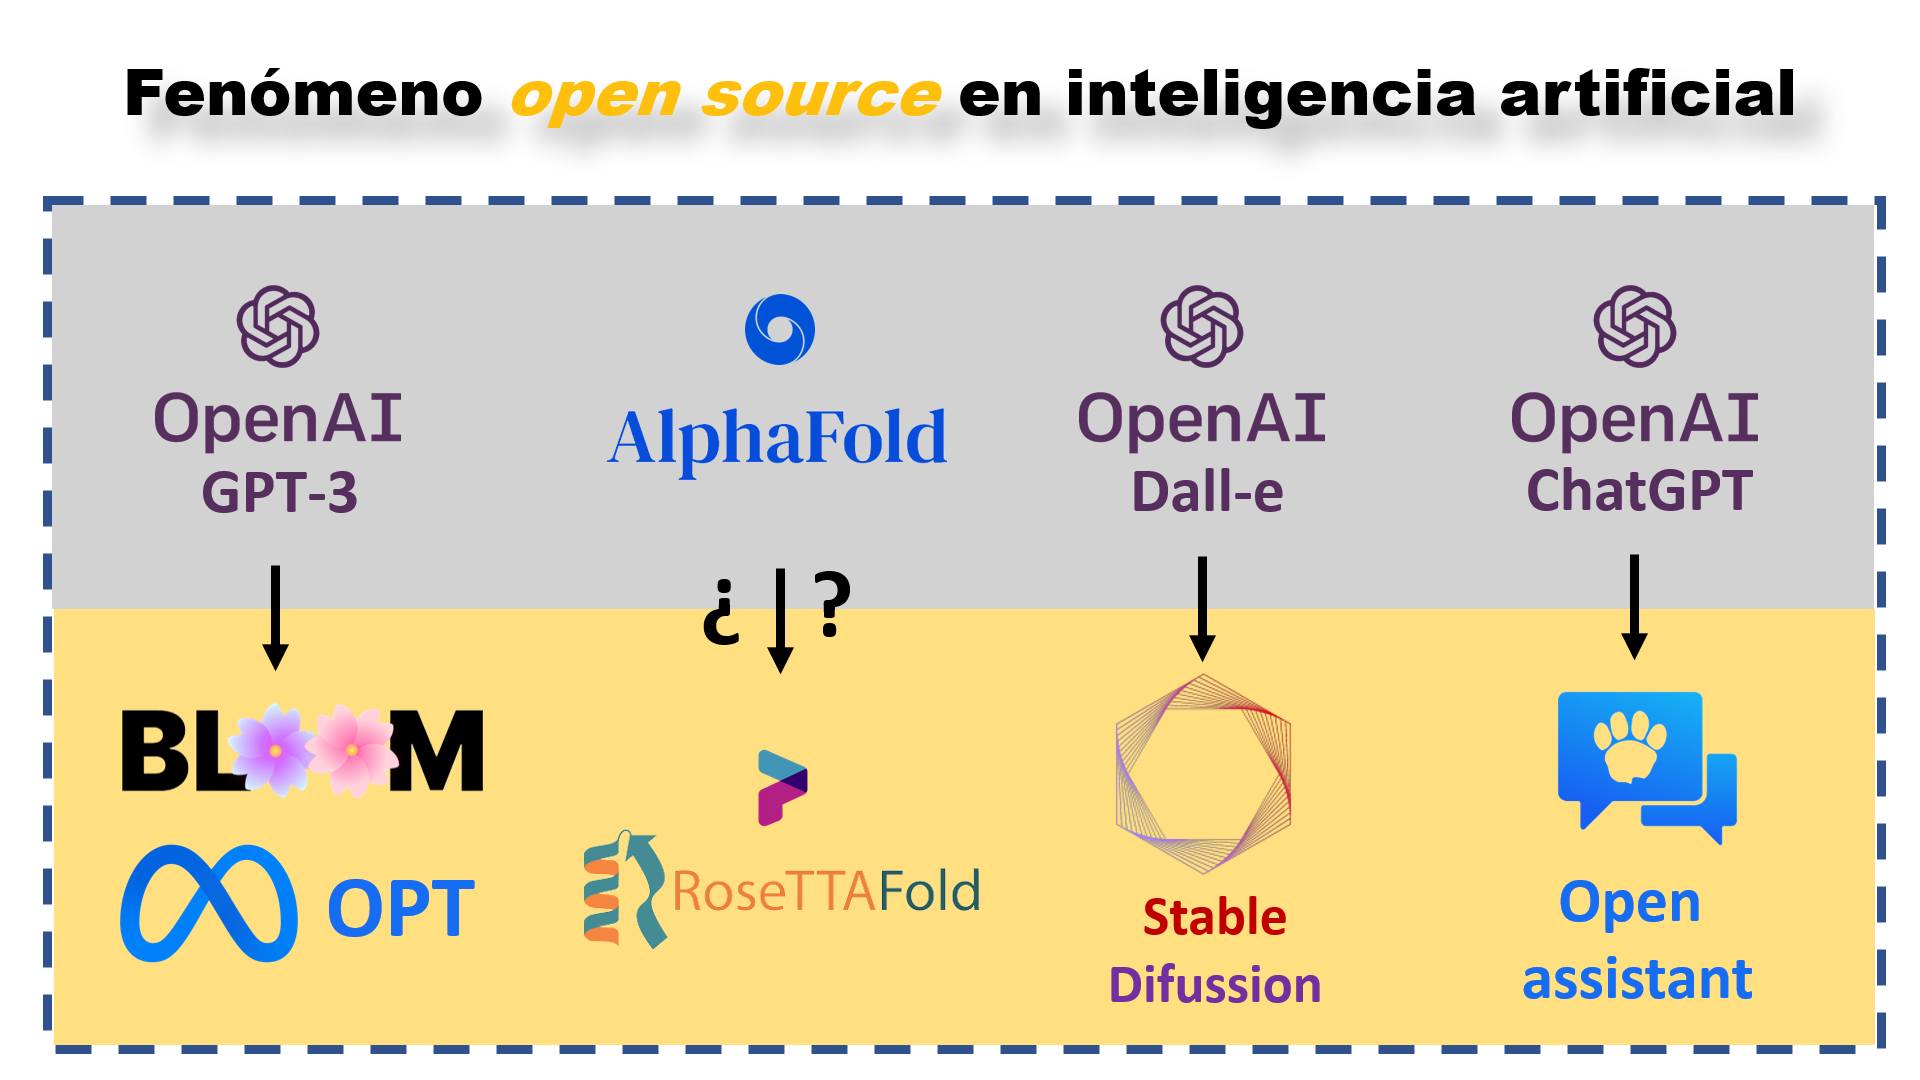 Fenómeno open source en inteligencia artificial
OpenAI
GPT-3
AlphaFold
OpenAI
Dall-e
OpenAI
ChatGPT
¿ ?
BLOOM
OPT
RoseTTAFold
Stable
Difussion
Open
assistant